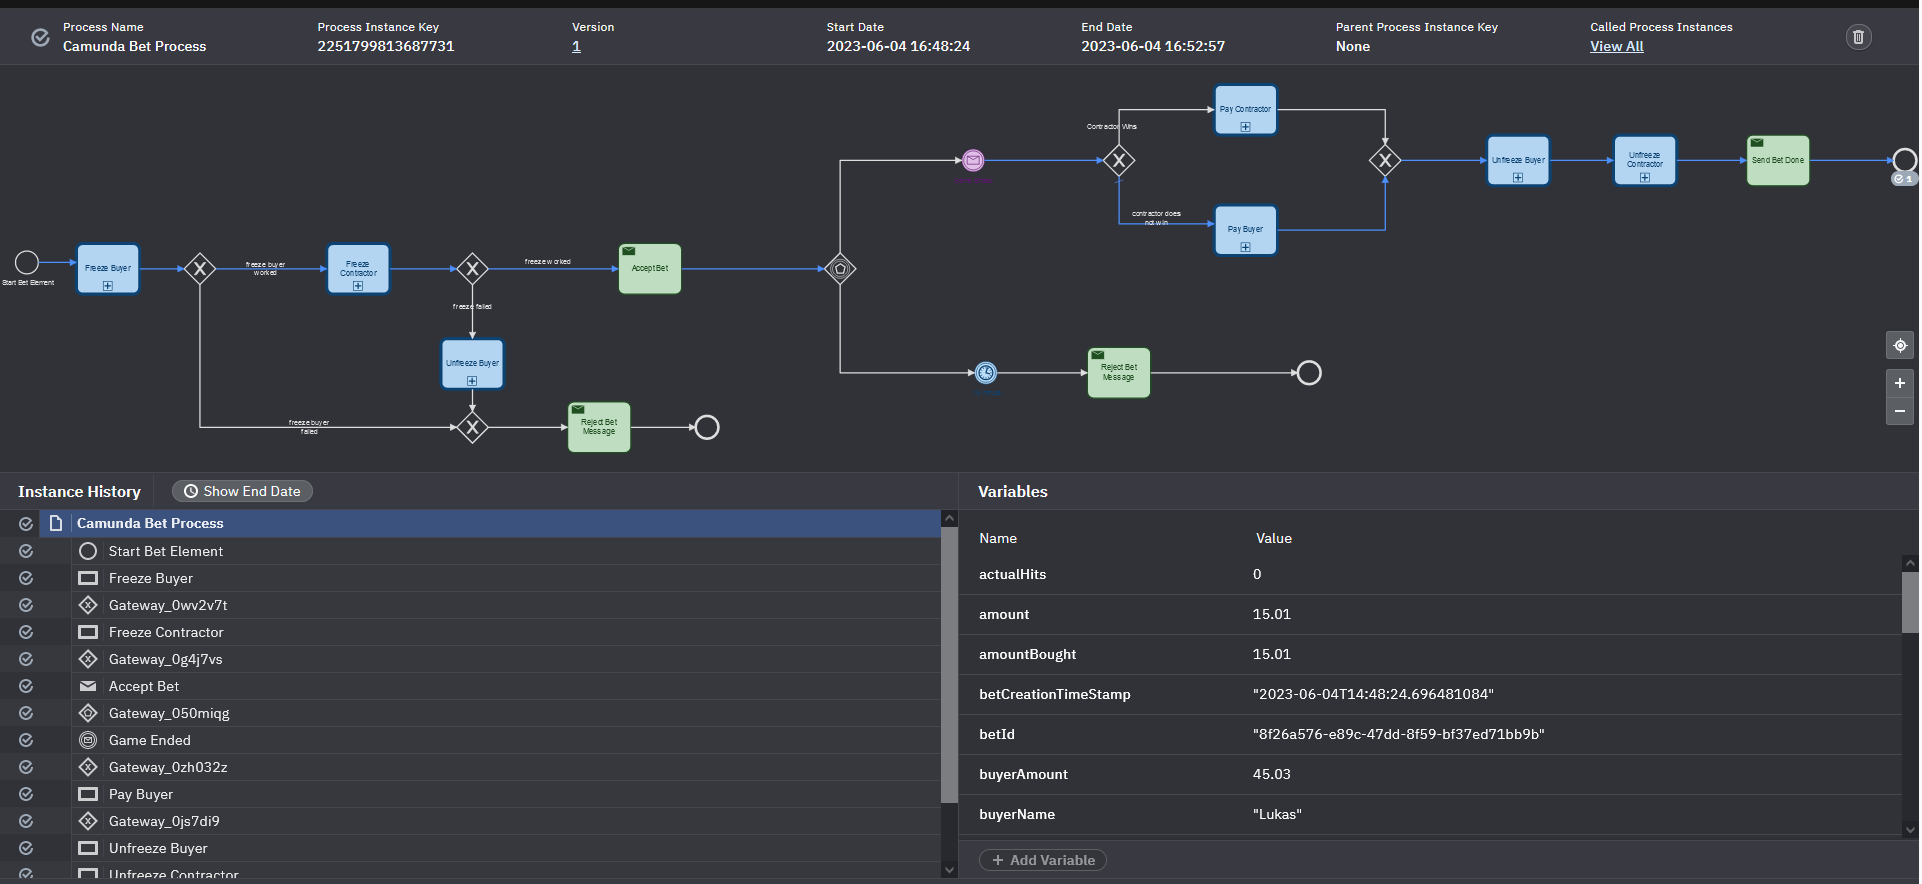 Process Name
Camunda Bet Process
Process Instance Key
2251799813687731
Version
1
Start Date
2023-06-04 16:48:24
End Date
2023-06-04 16:52:57
Parent Process Instance Key
None
Called Process Instances
View All
Contractor Wins
Pay Contractor
Unfreeze Buyer
Unfreeze
Contractor
Send Bet Done
1
contractor does
not win
Pay Buyer
Start Bet Element
Freeze Buyer
freeze buyer
worked
Freeze
Contractor
freeze worked
Accept Bet
freeze failed
Unfreeze Buyer
freeze buyer
failed
Reject Bet
Message
Reject Bet
Message
Instance History
Show End Date
Camunda Bet Process
Start Bet Element
Freeze Buyer
Gateway_0wv2v7t
Freeze Contractor
Gateway_0g4j7vs
Accept Bet
Gateway_050miqg
Game Ended
Gateway_0zh032z
Pay Buyer
Gateway_0js7di9
Unfreeze Buyer
Unfreeze Contractor
Variables
Name Value
actualHits 0
amount 15.01
amountBought 15.01
betCreationTimeStamp "2023-06-04T14:48:24.696481084"
betId "8f26a576-e89c-47dd-8f59-bf37ed71bb9b"
buyerAmount 45.03
buyerName "Lukas"
+ Add Variable